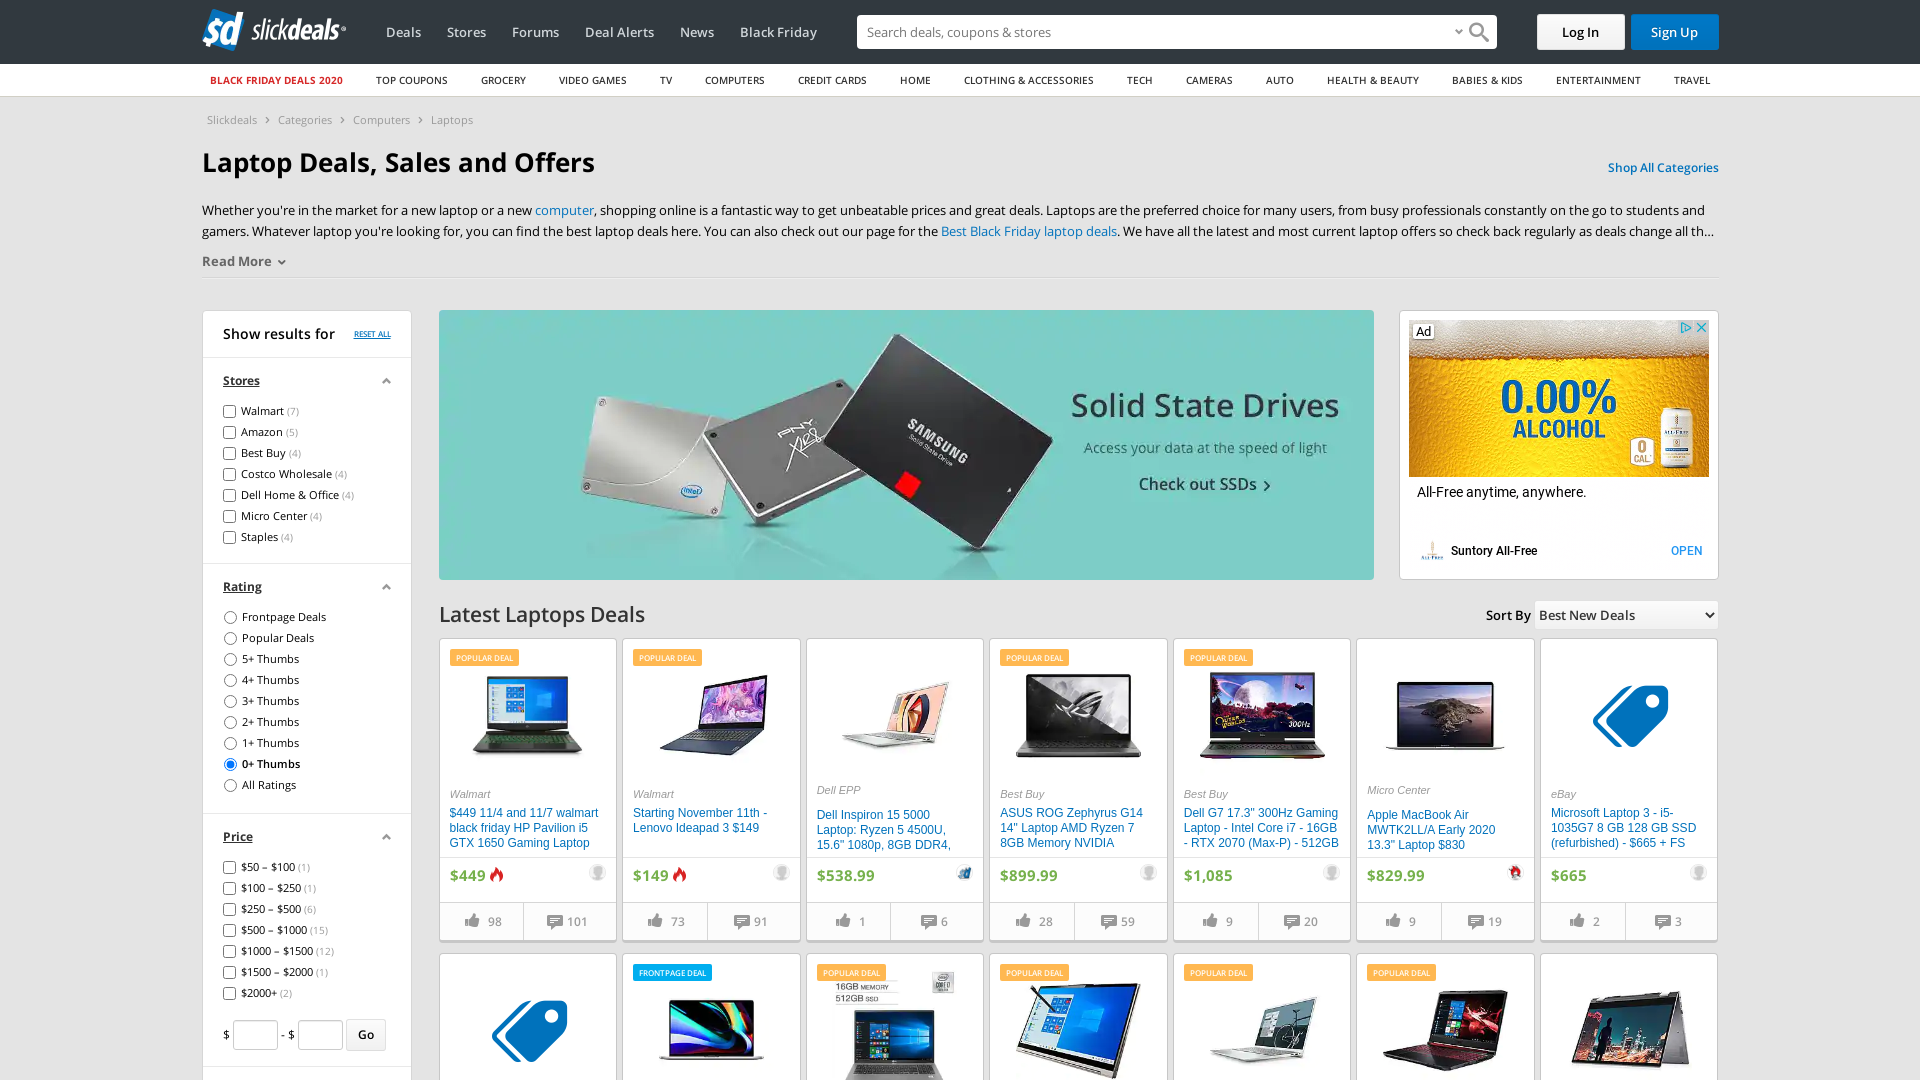 slickdeals
Deals
Stores
Forums
Deal Alerts
News
Black Friday
Search deals, coupons & stores
Log In
Sign Up
BLACK FRIDAY DEALS 2020
TOP COUPONS
GROCERY
VIDEO GAMES
TV
COMPUTERS
CREDIT CARDS
HOME
CLOTHING & ACCESSORIES
TECH
CAMERAS
AUTO
HEALTH & BEAUTY
BABIES & KIDS
ENTERTAINMENT
TRAVEL
Slickdeals > Categories > Computers > Laptops
Laptop Deals, Sales and Offers
Shop All Categories
Whether you're in the market for a new laptop or a new computer, shopping online is a fantastic way to get unbeatable prices and great deals. Laptops are the preferred choice for many users, from busy professionals constantly on the go to students and
gamers. Whatever laptop you're looking for, you can find the best laptop deals here. You can also check out our page for the Best Black Friday laptop deals. We have all the latest and most current laptop offers so check back regularly as deals change all th…
Read More
Show results for
RESET ALL
Stores
Walmart (7)
Amazon (5)
Best Buy (4)
Costco Wholesale (4)
Dell Home & Office (4)
Micro Center (4)
Staples (4)
Rating
Frontpage Deals
Popular Deals
5+ Thumbs
4+ Thumbs
3+ Thumbs
2+ Thumbs
1+ Thumbs
0+ Thumbs
All Ratings
Price
$50 – $100 (1)
$100 – $250 (1)
$250 – $500 (6)
$500 – $1000 (15)
$1000 – $1500 (12)
$1500 – $2000 (1)
$2000+ (2)
$ - $ Go
intel
PNY
XLR8
SAMSUNG
Solid State Drive
Solid State Drives
Access your data at the speed of light
Check out SSDs >
Ad
0.00%
ALCOHOL
0
CAL
ALL-FREE
All-Free anytime, anywhere.
Suntory All-Free
OPEN
Latest Laptops Deals
Sort By Best New Deals
POPULAR DEAL
Walmart
$449 11/4 and 11/7 walmart
black friday HP Pavilion i5
GTX 1650 Gaming Laptop
$449
98
101
POPULAR DEAL
Walmart
Starting November 11th -
Lenovo Ideapad 3 $149
$149
73
91
Dell EPP
Dell Inspiron 15 5000
Laptop: Ryzen 5 4500U,
15.6" 1080p, 8GB DDR4,
$538.99
1
6
POPULAR DEAL
Best Buy
ASUS ROG Zephyrus G14
14" Laptop AMD Ryzen 7
8GB Memory NVIDIA
$899.99
28
59
POPULAR DEAL
OUTER
WORLDS
300Hz
Best Buy
Dell G7 17.3" 300Hz Gaming
Laptop - Intel Core i7 - 16GB
- RTX 2070 (Max-P) - 512GB
$1,085
9
20
Micro Center
Apple MacBook Air
MWTK2LL/A Early 2020
13.3" Laptop $830
$829.99
9
19
eBay
Microsoft Laptop 3 - i5-
1035G7 8 GB 128 GB SSD
(refurbished) - $665 + FS
$665
2
3
FRONTPAGE DEAL
POPULAR DEAL
16GB MEMORY
512GB SSD
POPULAR DEAL
POPULAR DEAL
POPULAR DEAL